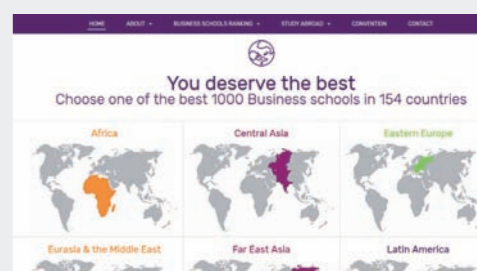 HOME ABOUT BUSINESS SCHOOLS RANKING STUDY ABROAD CONVENTION CONTACT
You deserve the best
Choose one of the best 1000 Business schools in 154 countries
Africa Central Asia Eastern Europe
Eurasia & the Middle East Far East Asia Latin America